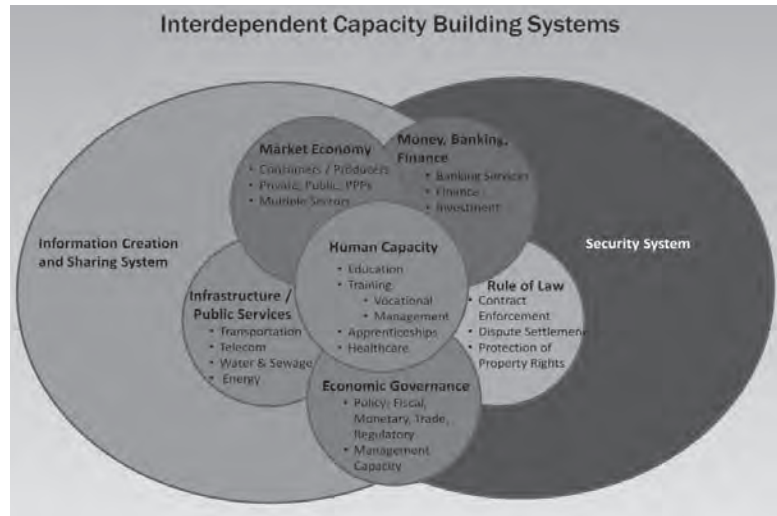 Interdependent Capacity Building Systems
Market Economy
• Consumers / Producers
• Private, Public, PPPs
• Multiple Sectors
Money, Banking,
Finance
• Banking Services
• Finance
• Investment
Information Creation
and Sharing System
Human Capacity
• Education
• Training
• Vocational
• Management
• Apprenticeships
• Healthcare
Security System
Infrastructure /
Public Services
• Transportation
• Telecom
• Water & Sewage
• Energy
Rule of Law
• Contract
Enforcement
• Dispute Settlement
• Protection of
Property Rights
Economic Governance
• Policy: Fiscal,
Monetary, Trade,
Regulatory
• Management
Capacity